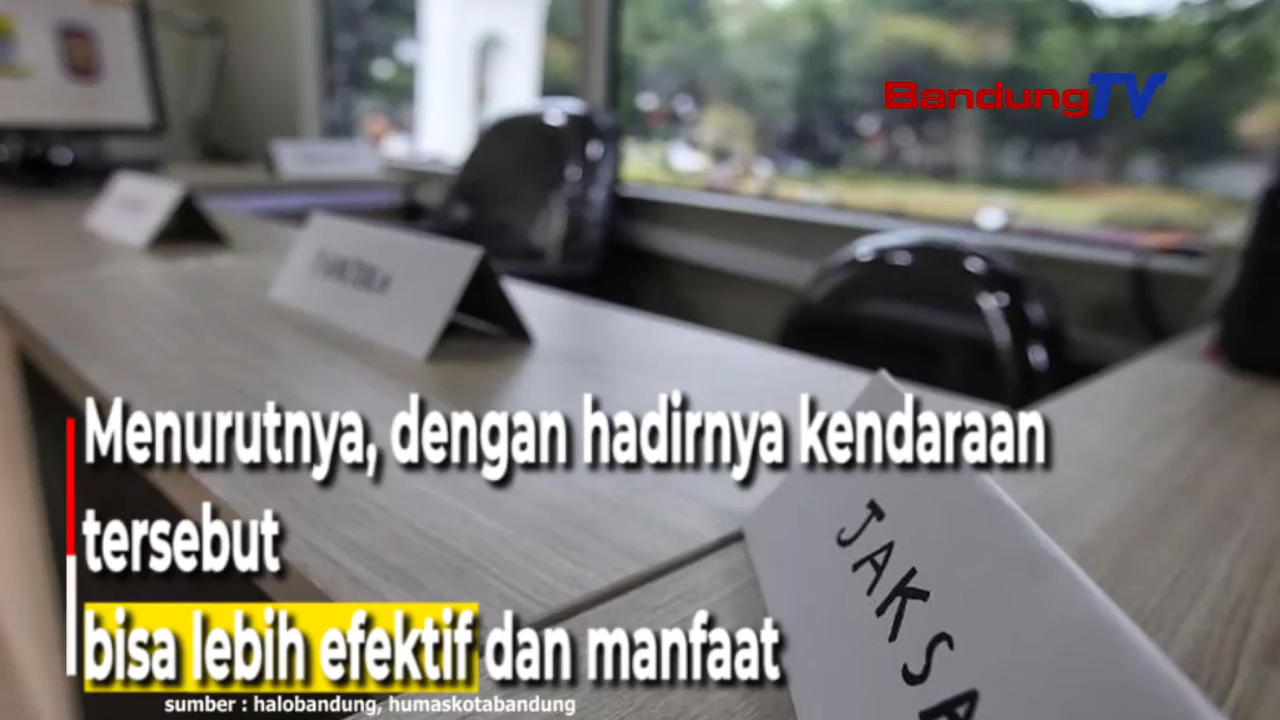 BandungTV
Menurutnya, dengan hadirnya kendaraan
tersebut
bisa lebih efektif dan manfaat
JAKSA
sumber : halobandung, humaskotabandung